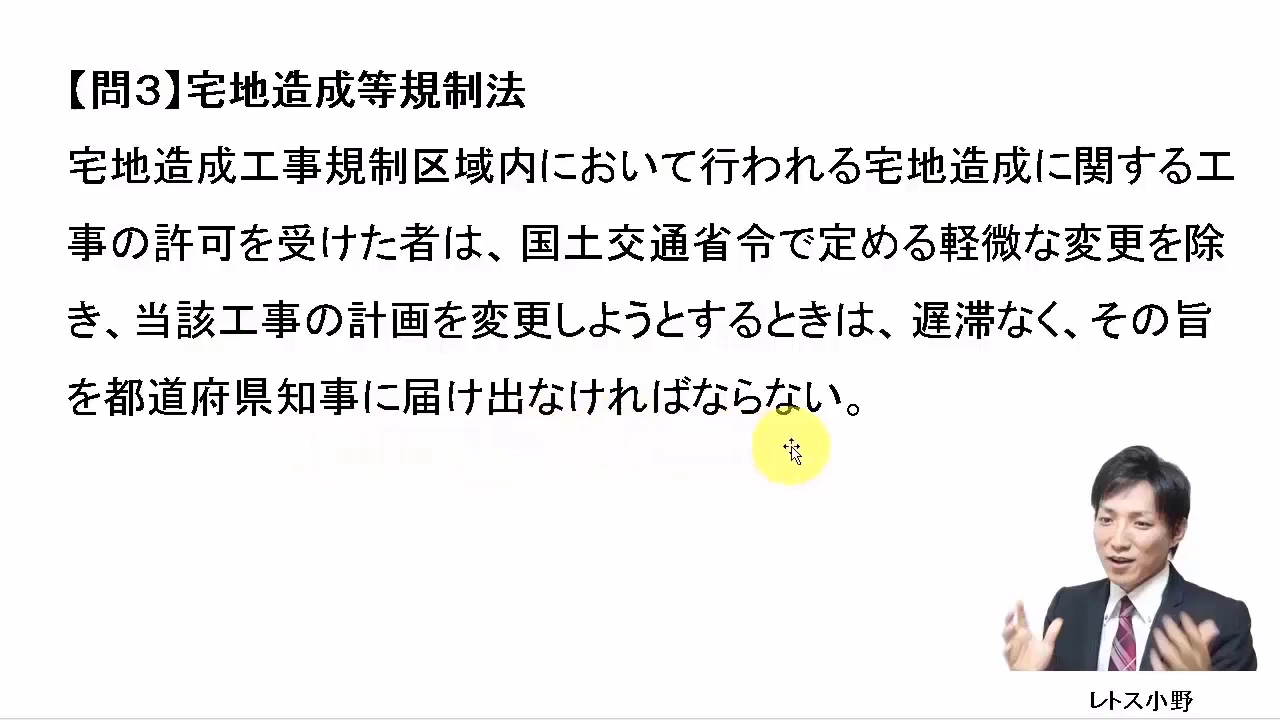 【問３】宅地造成等規制法
宅地造成工事規制区域内において行われる宅地造成に関する工
事の許可を受けた者は、国土交通省令で定める軽微な変更を除
き、当該工事の計画を変更しようとするときは、遅滞なく、その旨
を都道府県知事に届け出なければならない。
レトス小野